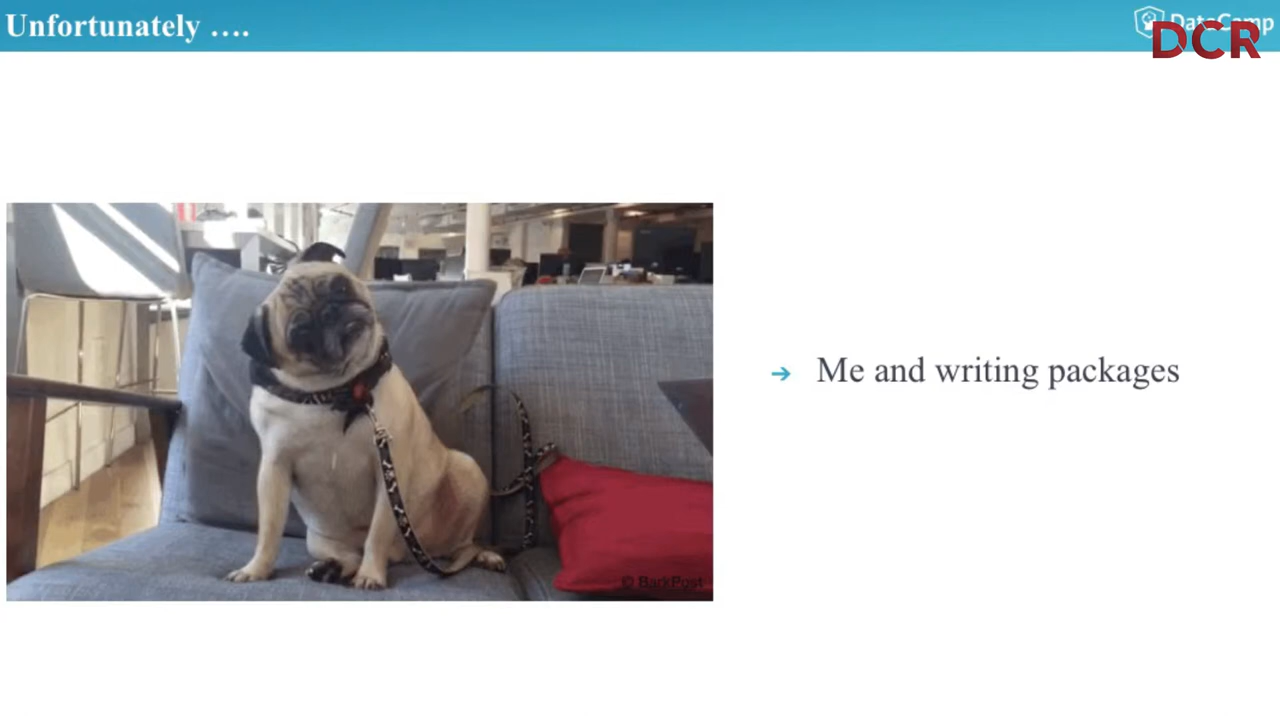 Unfortunately ....
DataCamp
DCR
Me and writing packages
© BarkPost